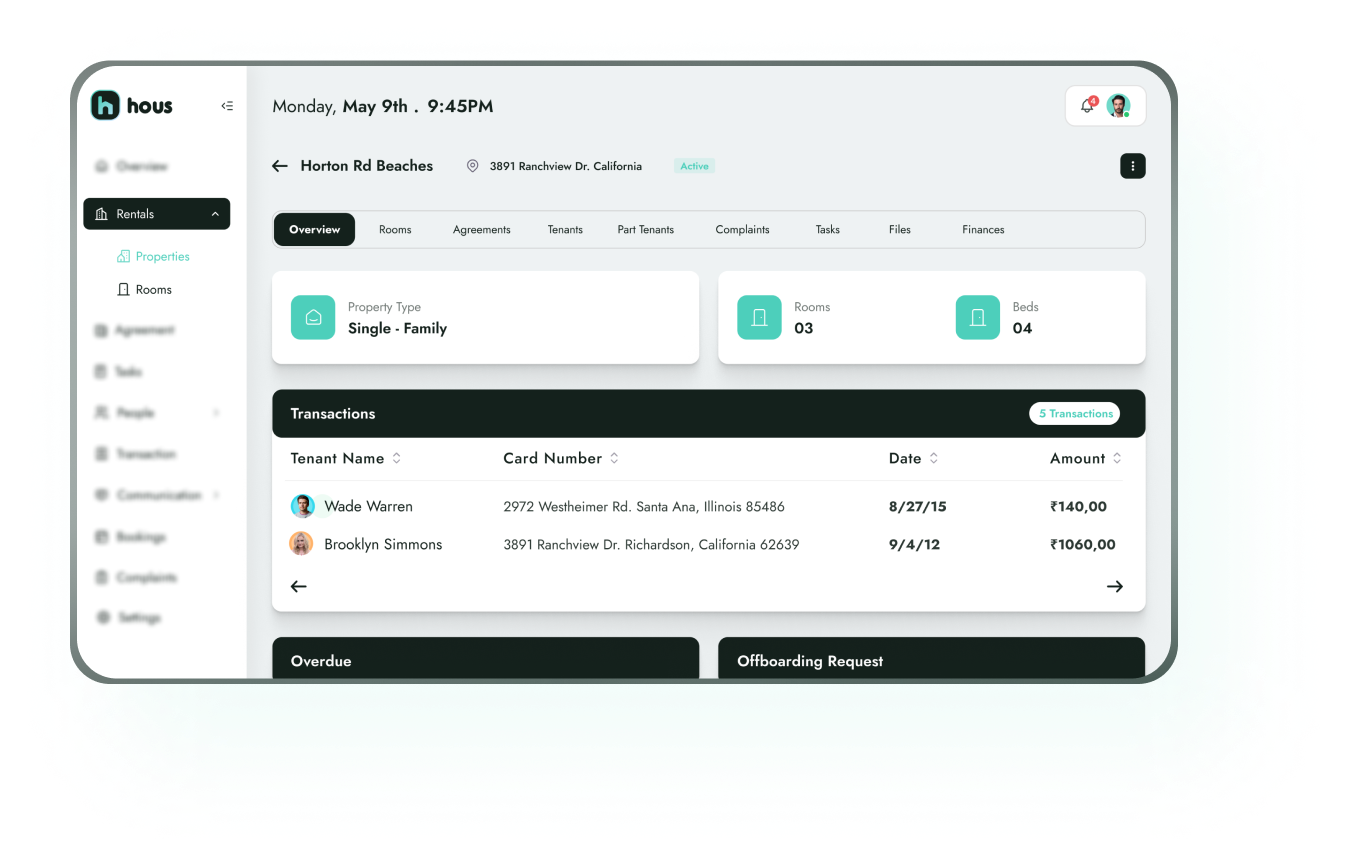 h hous
Monday, May 9th . 9:45PM
4
Overview
Horton Rd Beaches
3891 Ranchview Dr. California
Active
Rentals
Properties
Rooms
Agreement
Tasks
People
Transaction
Communication
Bookings
Complaints
Settings
Overview Rooms Agreements Tenants Part Tenants Complaints Tasks Files Finances
Property Type
Single - Family
Rooms
03
Beds
04
Transactions
5 Transactions
Tenant Name Card Number Date Amount
Wade Warren 2972 Westheimer Rd. Santa Ana, Illinois 85486 8/27/15 ₹140,00
Brooklyn Simmons 3891 Ranchview Dr. Richardson, California 62639 9/4/12 ₹1060,00
Overdue
Offboarding Request